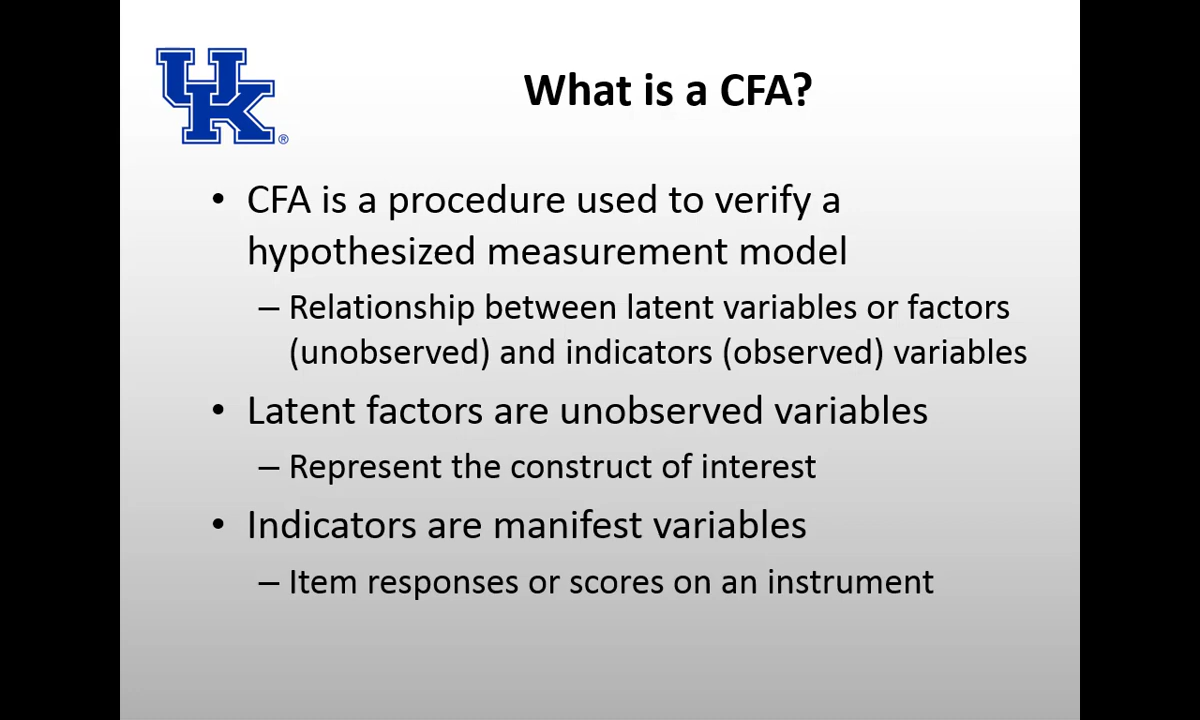 UK
®
What is a CFA?
• CFA is a procedure used to verify a
hypothesized measurement model
– Relationship between latent variables or factors
(unobserved) and indicators (observed) variables
• Latent factors are unobserved variables
– Represent the construct of interest
• Indicators are manifest variables
– Item responses or scores on an instrument